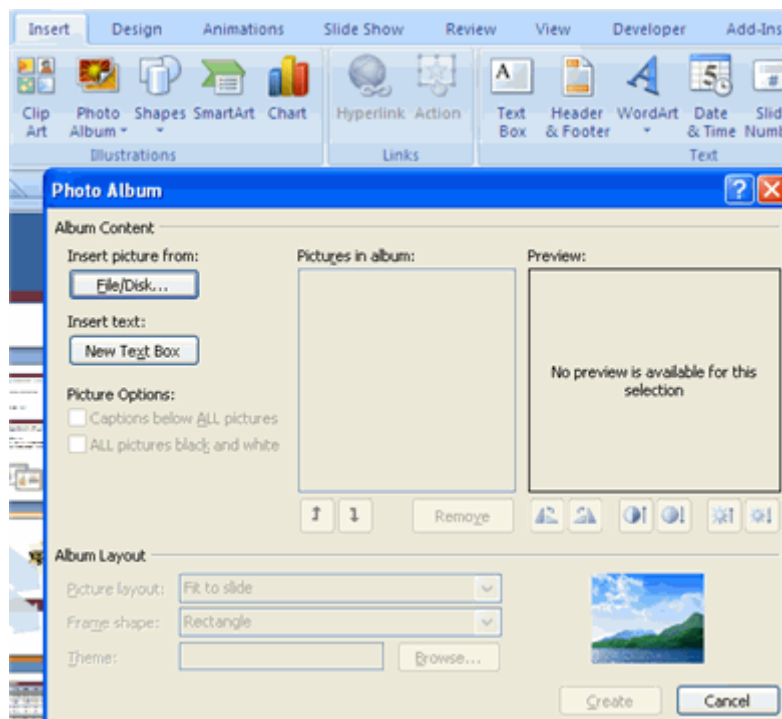 Insert Design Animations Slide Show Review View Developer Add-Ins
Clip Art
Photo Album
Shapes
SmartArt
Chart
Hyperlink
Action
A
Text Box
Header & Footer
WordArt
5
Date & Time
#
Illustrations
Links
Text
Photo Album
Album Content
Insert picture from:
Pictures in album:
Preview:
File/Disk...
Insert text:
New Text Box
No preview is available for this
selection
Picture Options:
Captions below ALL pictures
ALL pictures black and white
Remove
Album Layout
Picture layout: Fit to slide
Frame shape: Rectangle
Theme:
Browse...
Create
Cancel